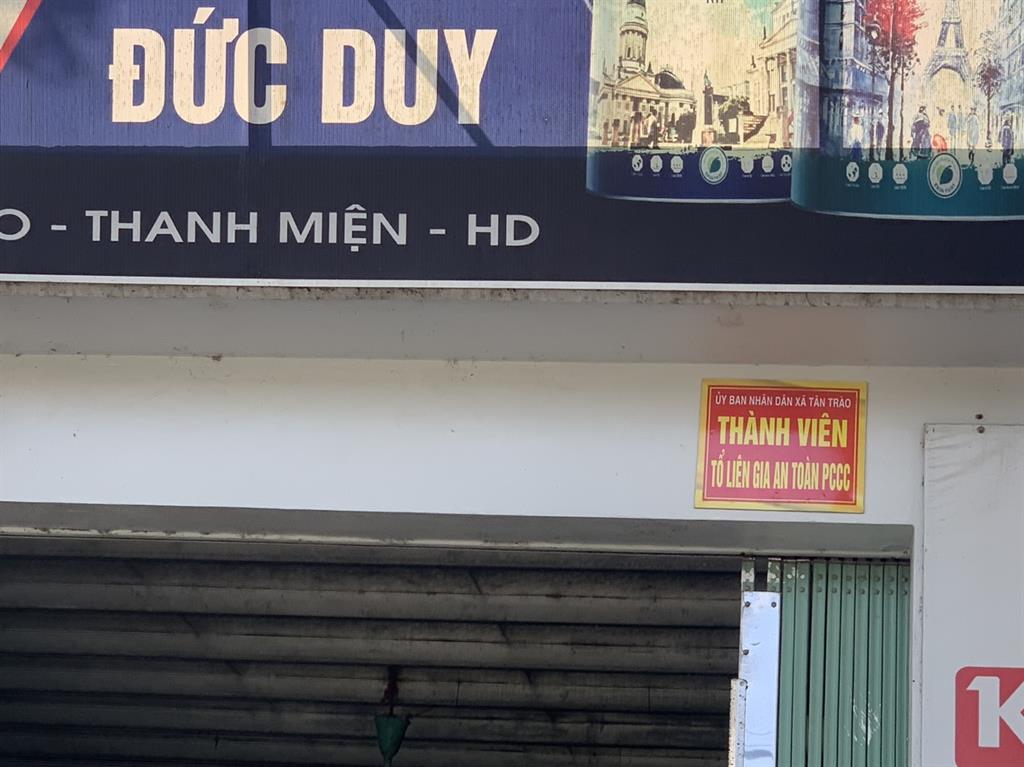 ĐỨC DUY
O - THANH MIỆN - HD
ỦY BAN NHÂN DÂN XÃ TÂN TRÀO
THÀNH VIÊN
TỔ LIÊN GIA AN TOÀN PCCC
K